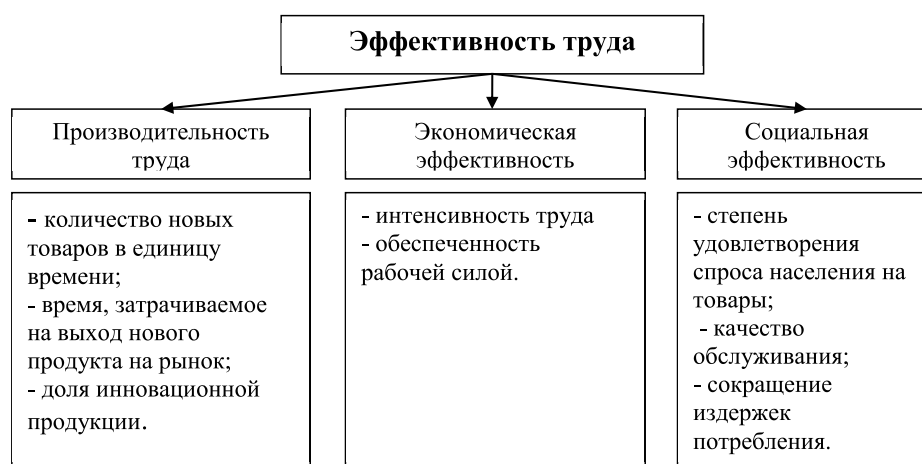 Эффективность труда
Производительность
труда
Экономическая
эффективность
Социальная
эффективность
- количество новых
товаров в единицу
времени;
- время, затрачиваемое
на выход нового
продукта на рынок;
- доля инновационной
продукции.
- интенсивность труда
- обеспеченность
рабочей силой.
- степень
удовлетворения
спроса населения на
товары;
- качество
обслуживания;
- сокращение
издержек
потребления.